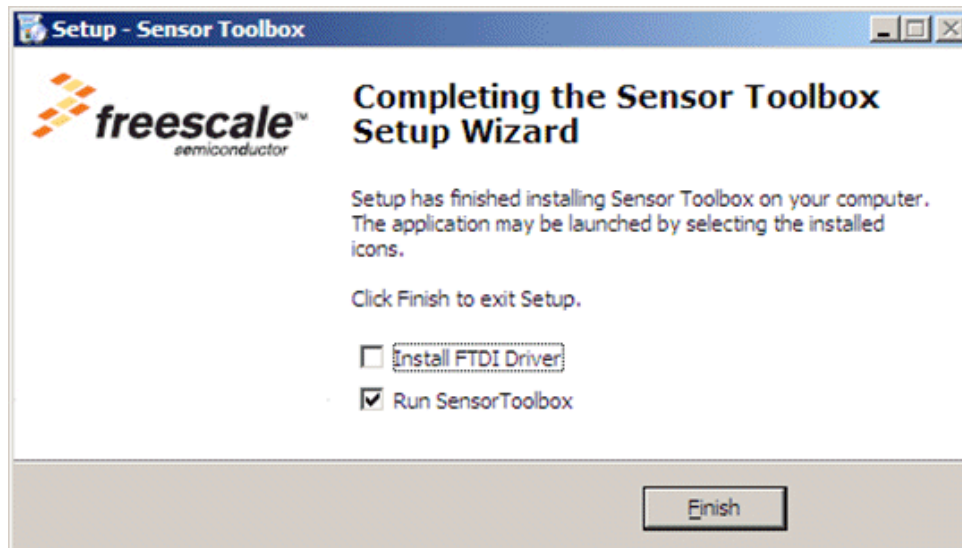 Setup - Sensor Toolbox
freescale™
semiconductor
Completing the Sensor Toolbox
Setup Wizard
Setup has finished installing Sensor Toolbox on your computer.
The application may be launched by selecting the installed
icons.
Click Finish to exit Setup.
Install FTDI Driver
Run SensorToolbox
Finish